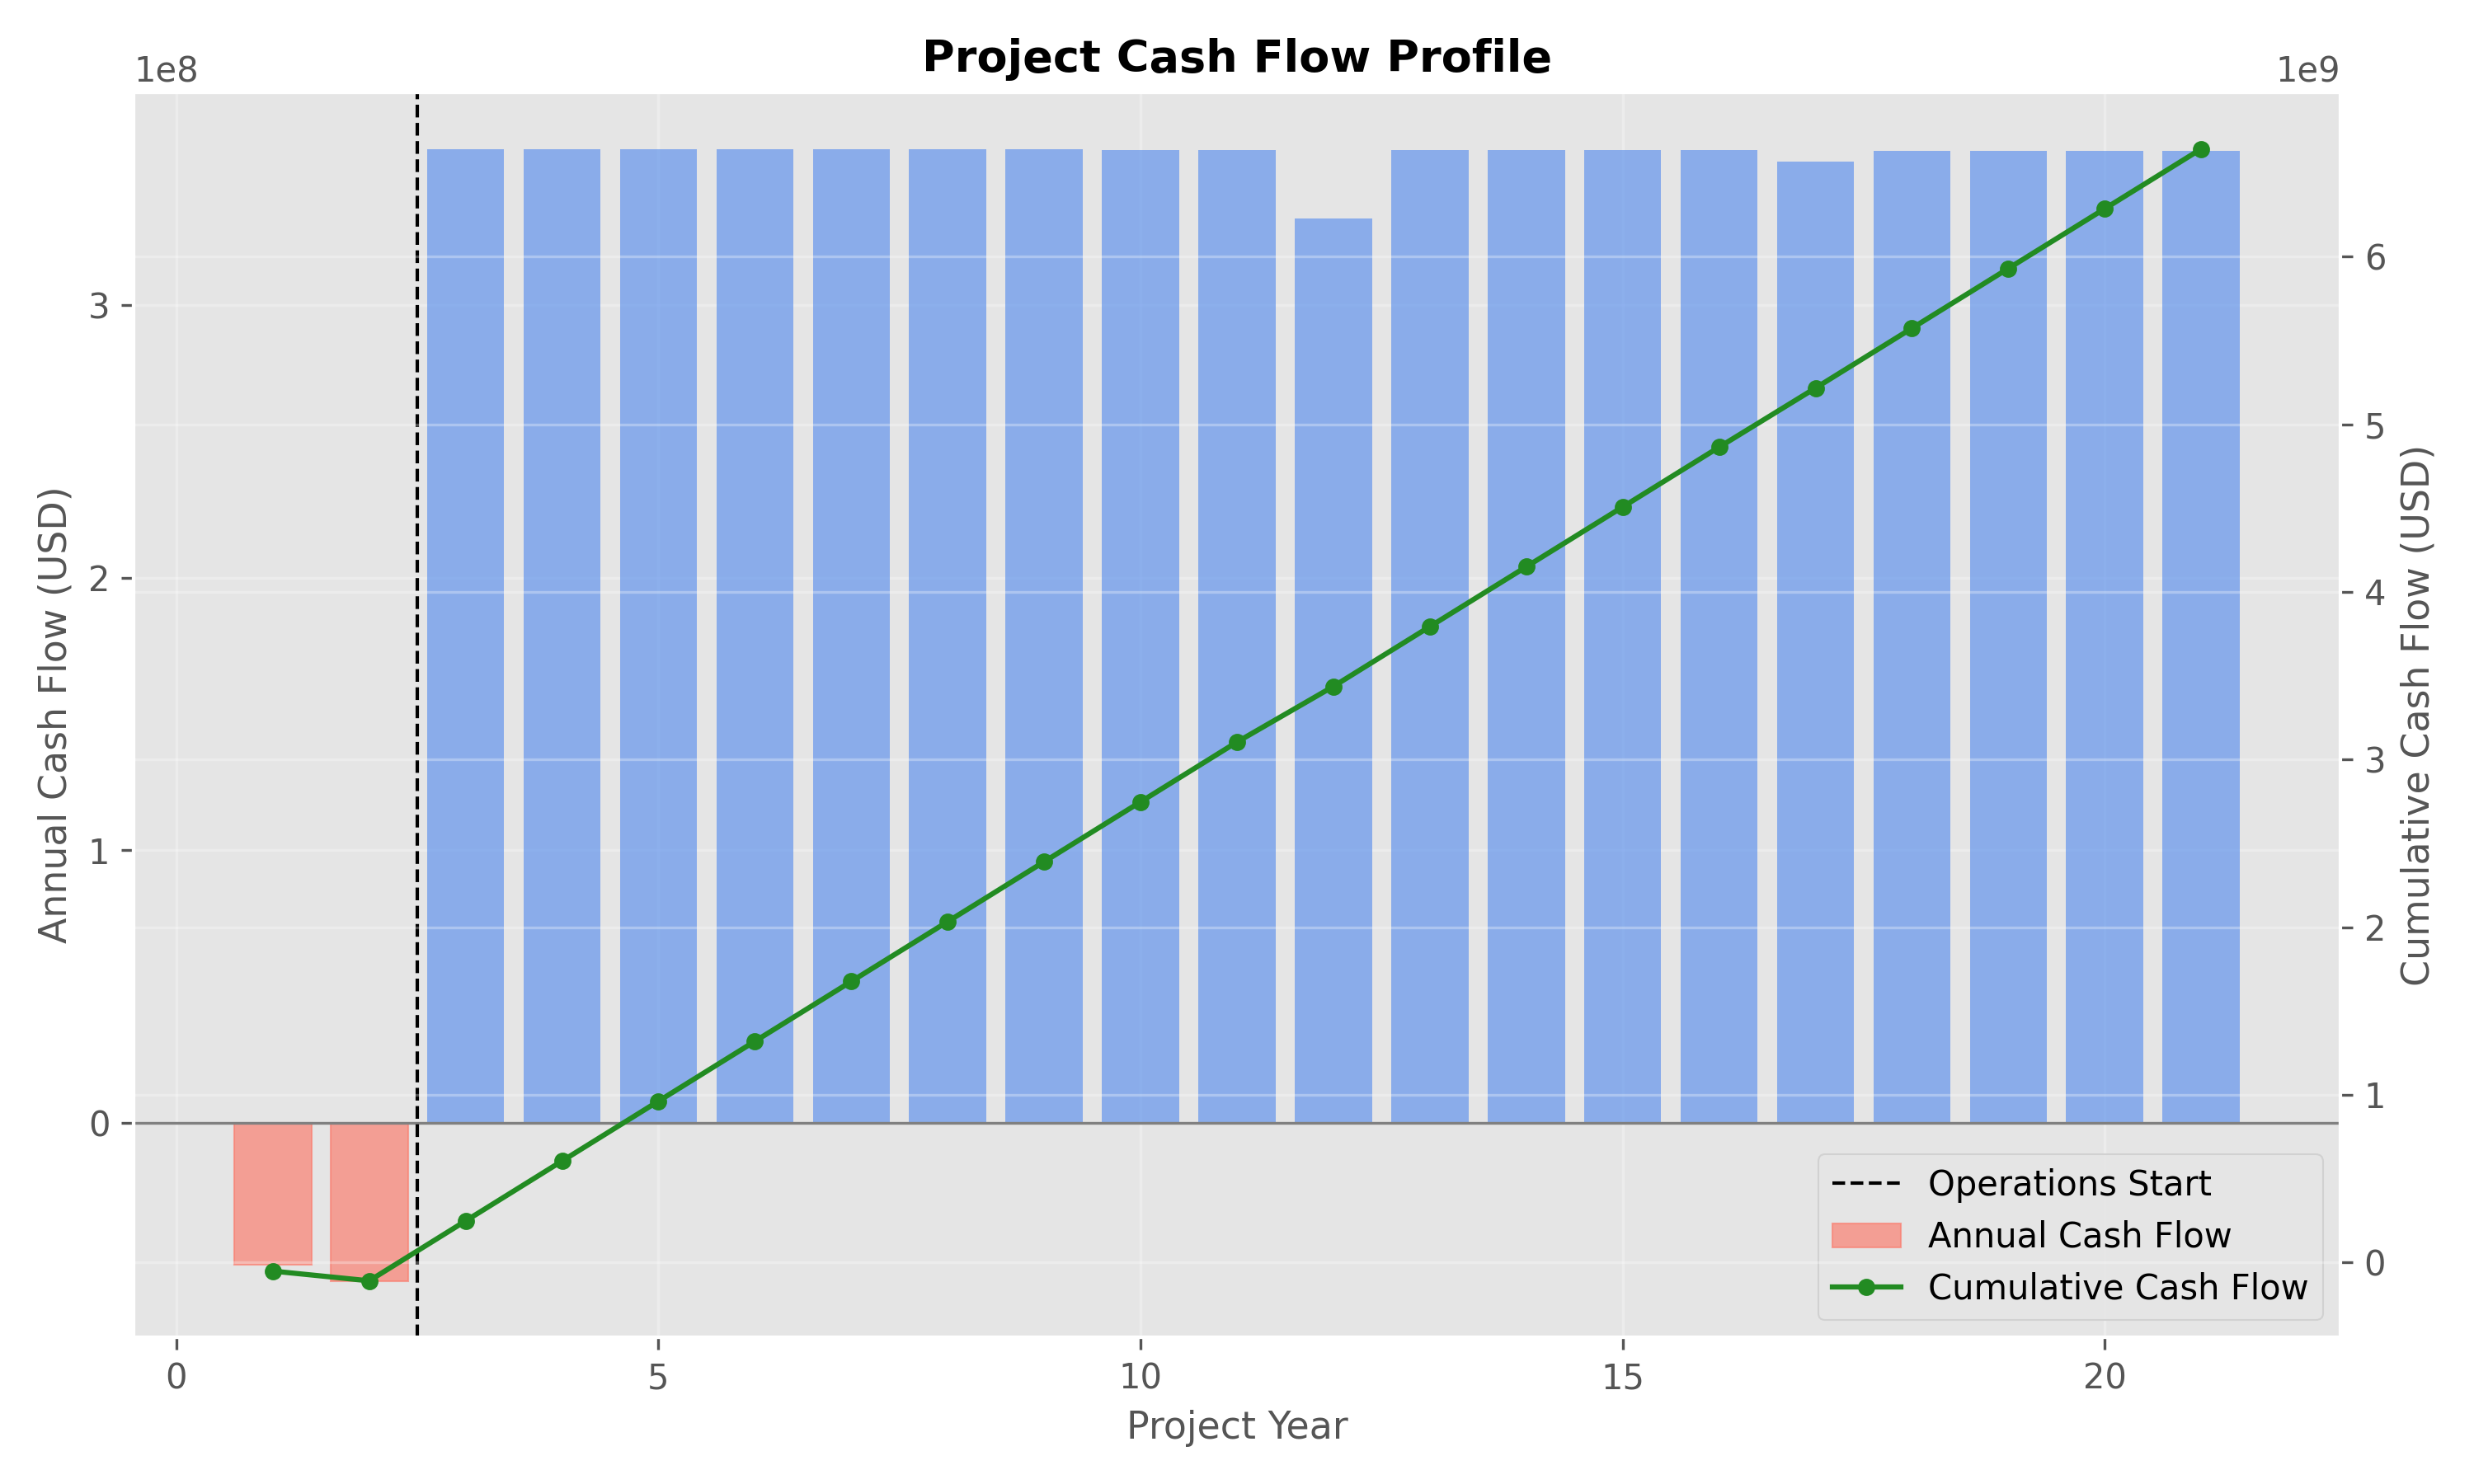 Project Cash Flow Profile
1e8
1e9
3
2
1
0
Annual Cash Flow (USD)
6
5
4
3
2
1
0
Cumulative Cash Flow (USD)
Operations Start
Annual Cash Flow
Cumulative Cash Flow
0 5 10 15 20
Project Year